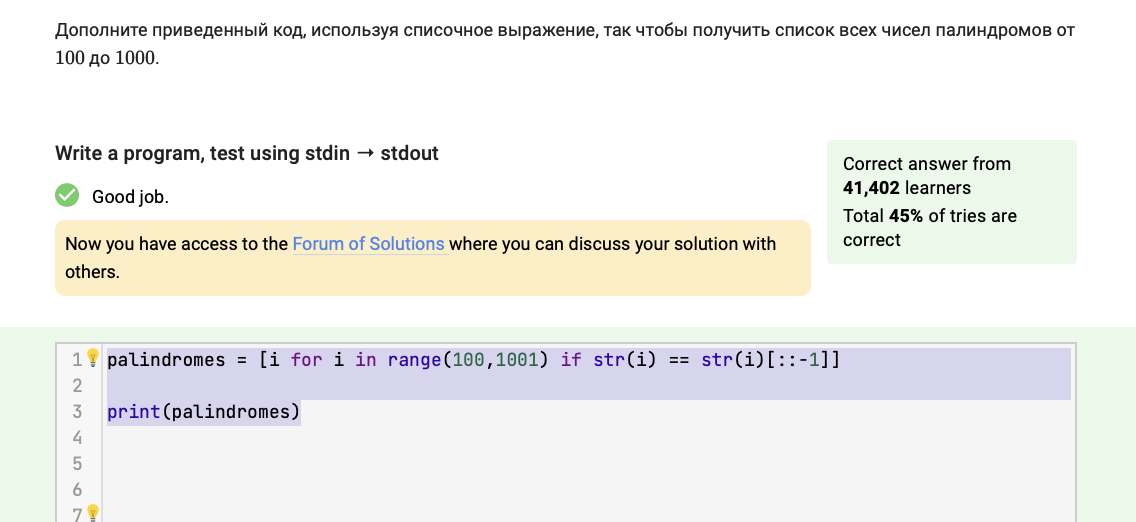 Дополните приведенный код, используя списочное выражение, так чтобы получить список всех чисел палиндромов от
100 до 1000.
Write a program, test using stdin → stdout
Good job.
Now you have access to the Forum of Solutions where you can discuss your solution with
others.
Correct answer from
41,402 learners
Total 45% of tries are
correct
1 palindromes = [i for i in range(100,1001) if str(i) == str(i)[::-1]]
2
3 print(palindromes)
4
5
6
7